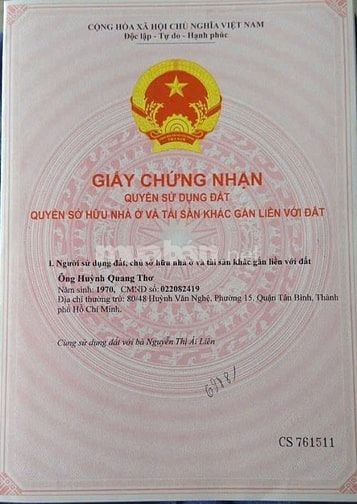 CỘNG HÒA XÃ HỘI CHỦ NGHĨA VIỆT NAM
Độc lập - Tự do - Hạnh phúc
GIẤY CHỨNG NHẬN
QUYỀN SỬ DỤNG ĐẤT
QUYỀN SỞ HỮU NHÀ Ở VÀ TÀI SẢN KHÁC GẮN LIỀN VỚI ĐẤT
I. Người sử dụng đất, chủ sở hữu nhà ở và tài sản khác gắn liền với đất
Ông Huỳnh Quang Thơ
Năm sinh: 1970, CMND số: 022082419
Địa chỉ thường trú: 80/48 Huỳnh Văn Nghệ, Phường 15, Quận Tân Bình, Thành
phố Hồ Chí Minh.
Cùng sử dụng đất với bà Nguyễn Thị Ái Liên
CS 761511